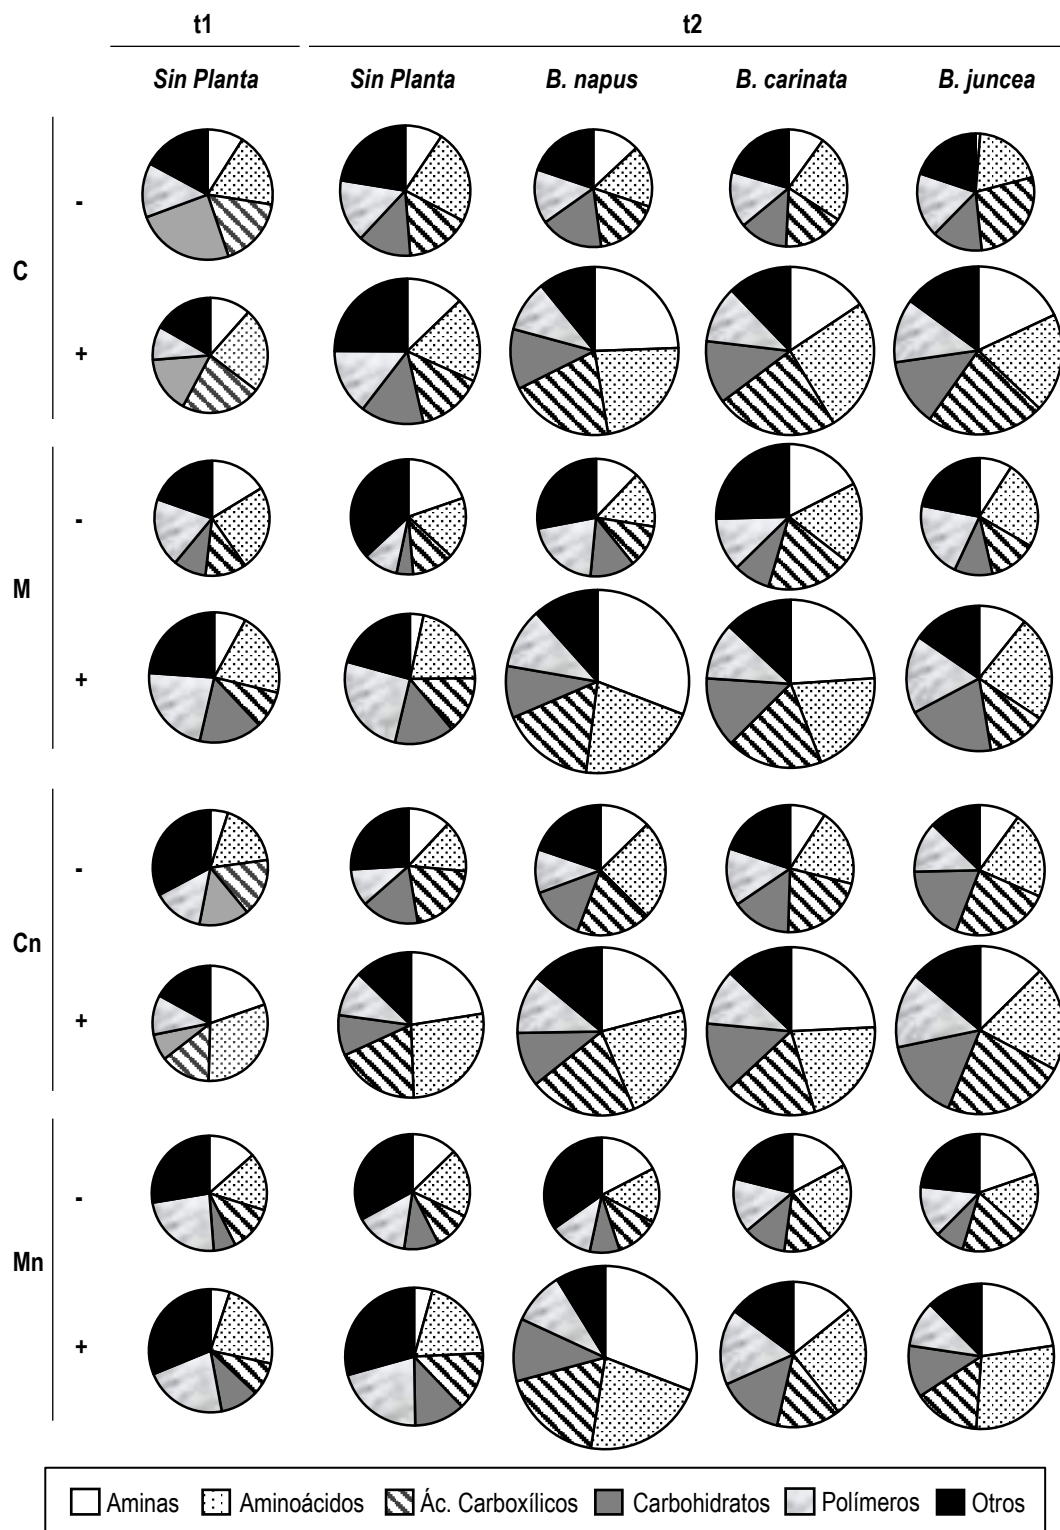 t1 t2
Sin Planta Sin Planta B. napus B. carinata B. juncea
-
C
+
-
M
+
-
Cn
+
-
Mn
+
Aminas Aminoácidos Ác. Carboxílicos Carbohidratos Polímeros Otros